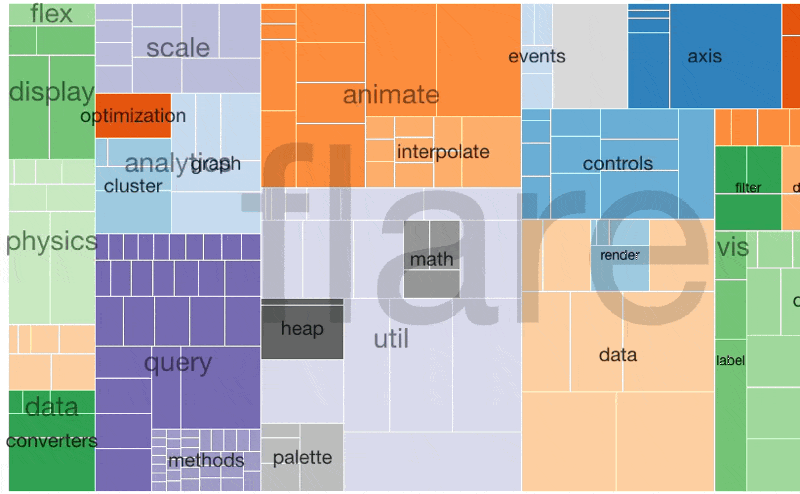 flex
scale
events
axis
display
animate
optimization
interpolate
analytics
graph
controls
cluster
filter
flare
physics
vis
render
math
heap
util
data
label
query
data
converters
methods
palette